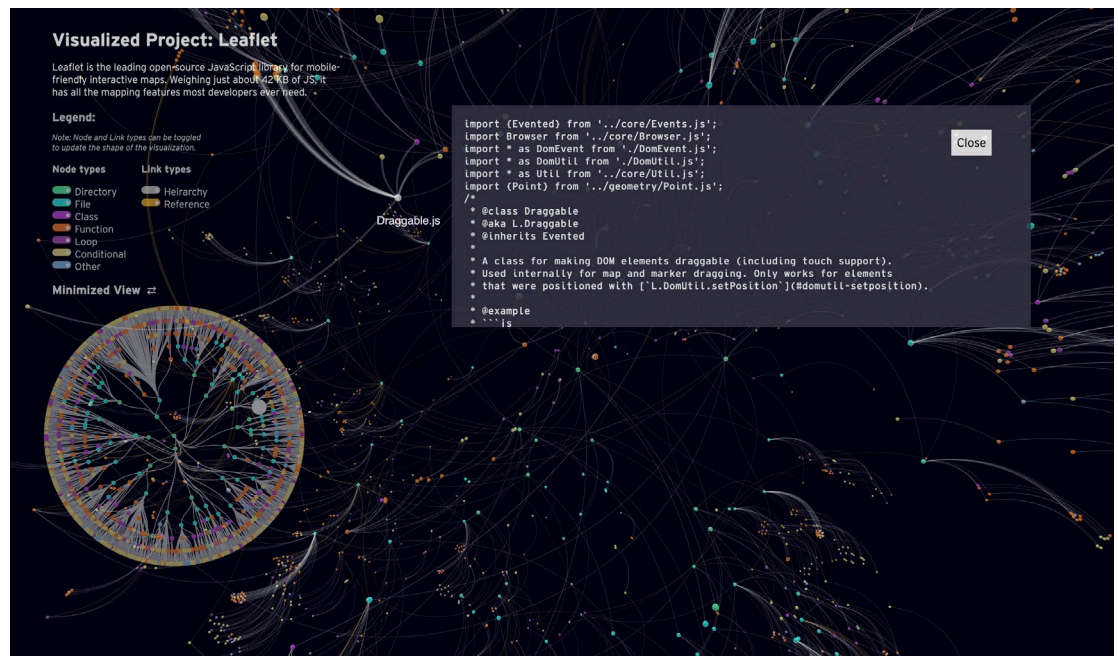 Visualized Project: Leaflet
Leaflet is the leading open-source JavaScript library for mobile-
friendly interactive maps. Weighing just about 42 KB of JS, it
has all the mapping features most developers ever need.
Legend:
Note: Node and Link types can be toggled
to update the shape of the visualization.
Node types
Link types
Directory
File
Class
Function
Loop
Conditional
Other
Heirarchy
Reference
Minimized View ⇄
Draggable.js
import {Evented} from '../core/Events.js';
import Browser from '../core/Browser.js';
import * as DomEvent from './DomEvent.js';
import * as DomUtil from './DomUtil.js';
import * as Util from '../core/Util.js';
import {Point} from '../geometry/Point.js';
/*
 * @class Draggable
 * @aka L.Draggable
 * @inherits Evented
 *
 * A class for making DOM elements draggable (including touch support).
 * Used internally for map and marker dragging. Only works for elements
 * that were positioned with [`L.DomUtil.setPosition`](#domutil-setposition).
 *
 * @example
 * ```js
Close